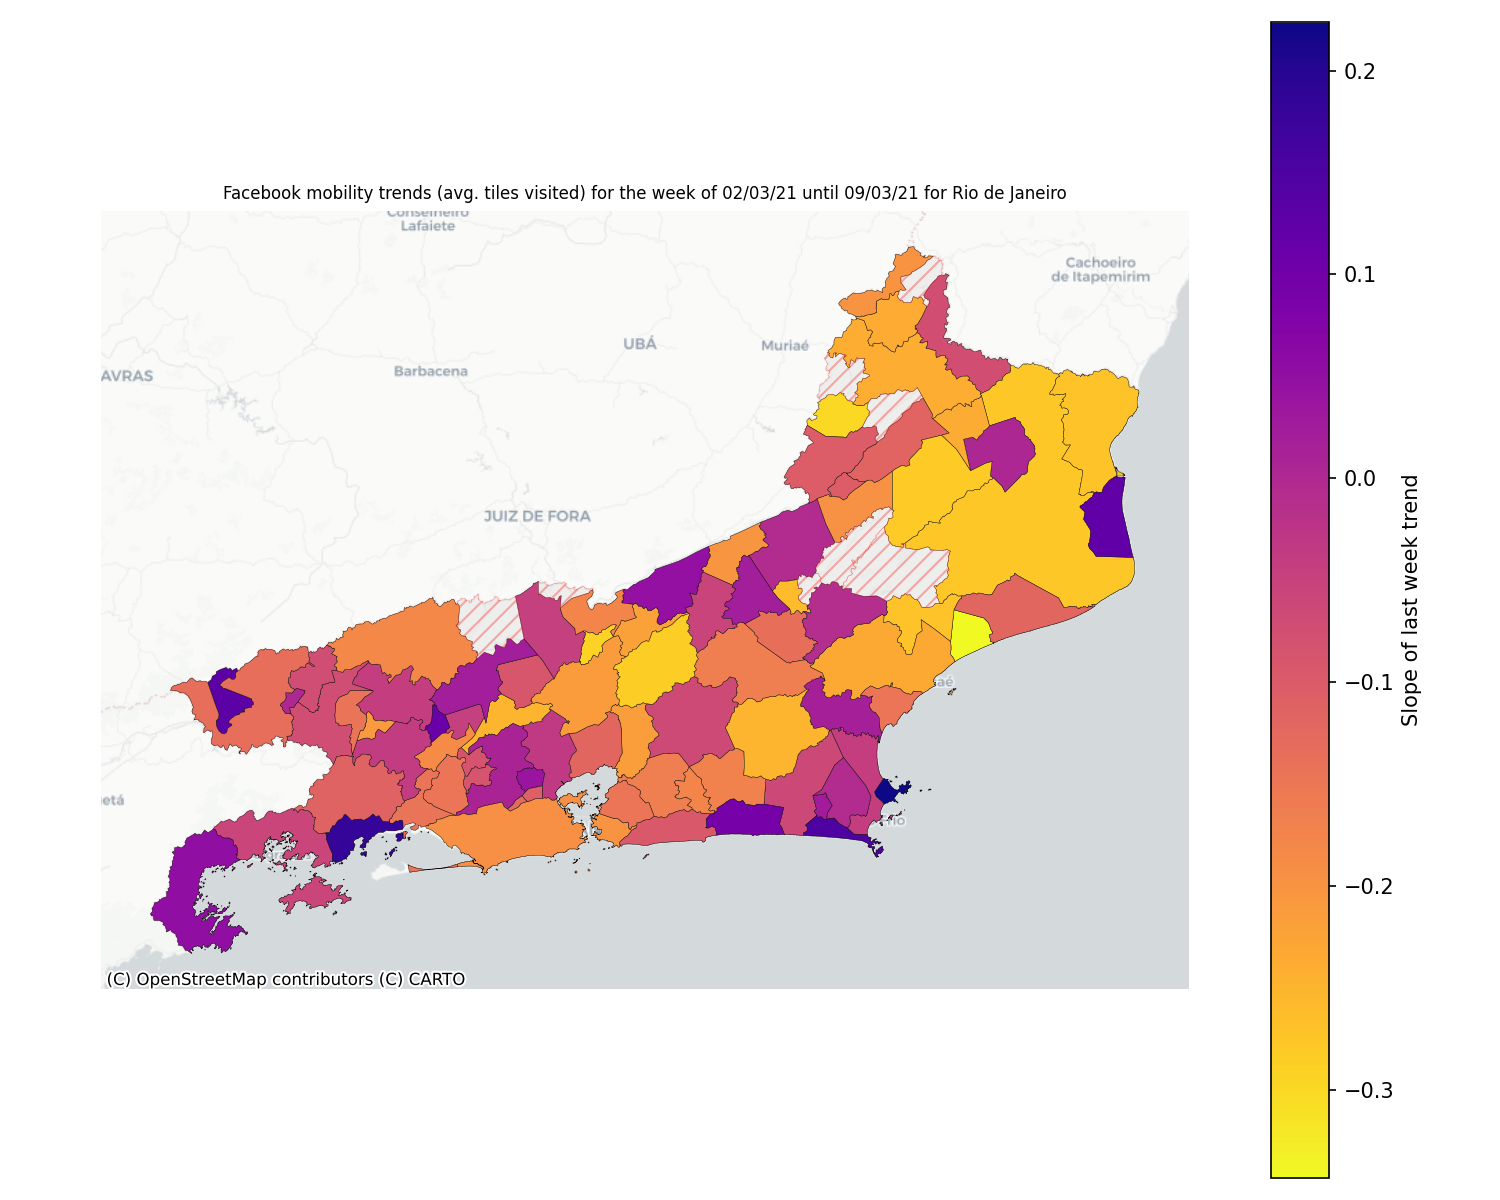 Facebook mobility trends (avg. tiles visited) for the week of 02/03/21 until 09/03/21 for Rio de Janeiro
Conselheiro
Lafaiete
Cachoeiro
de Itapemirim
UBÁ
Muriaé
AVRAS
Barbacena
JUIZ DE FORA
aé
etá
(C) OpenStreetMap contributors (C) CARTO
0.2
0.1
0.0
−0.1
−0.2
−0.3
Slope of last week trend